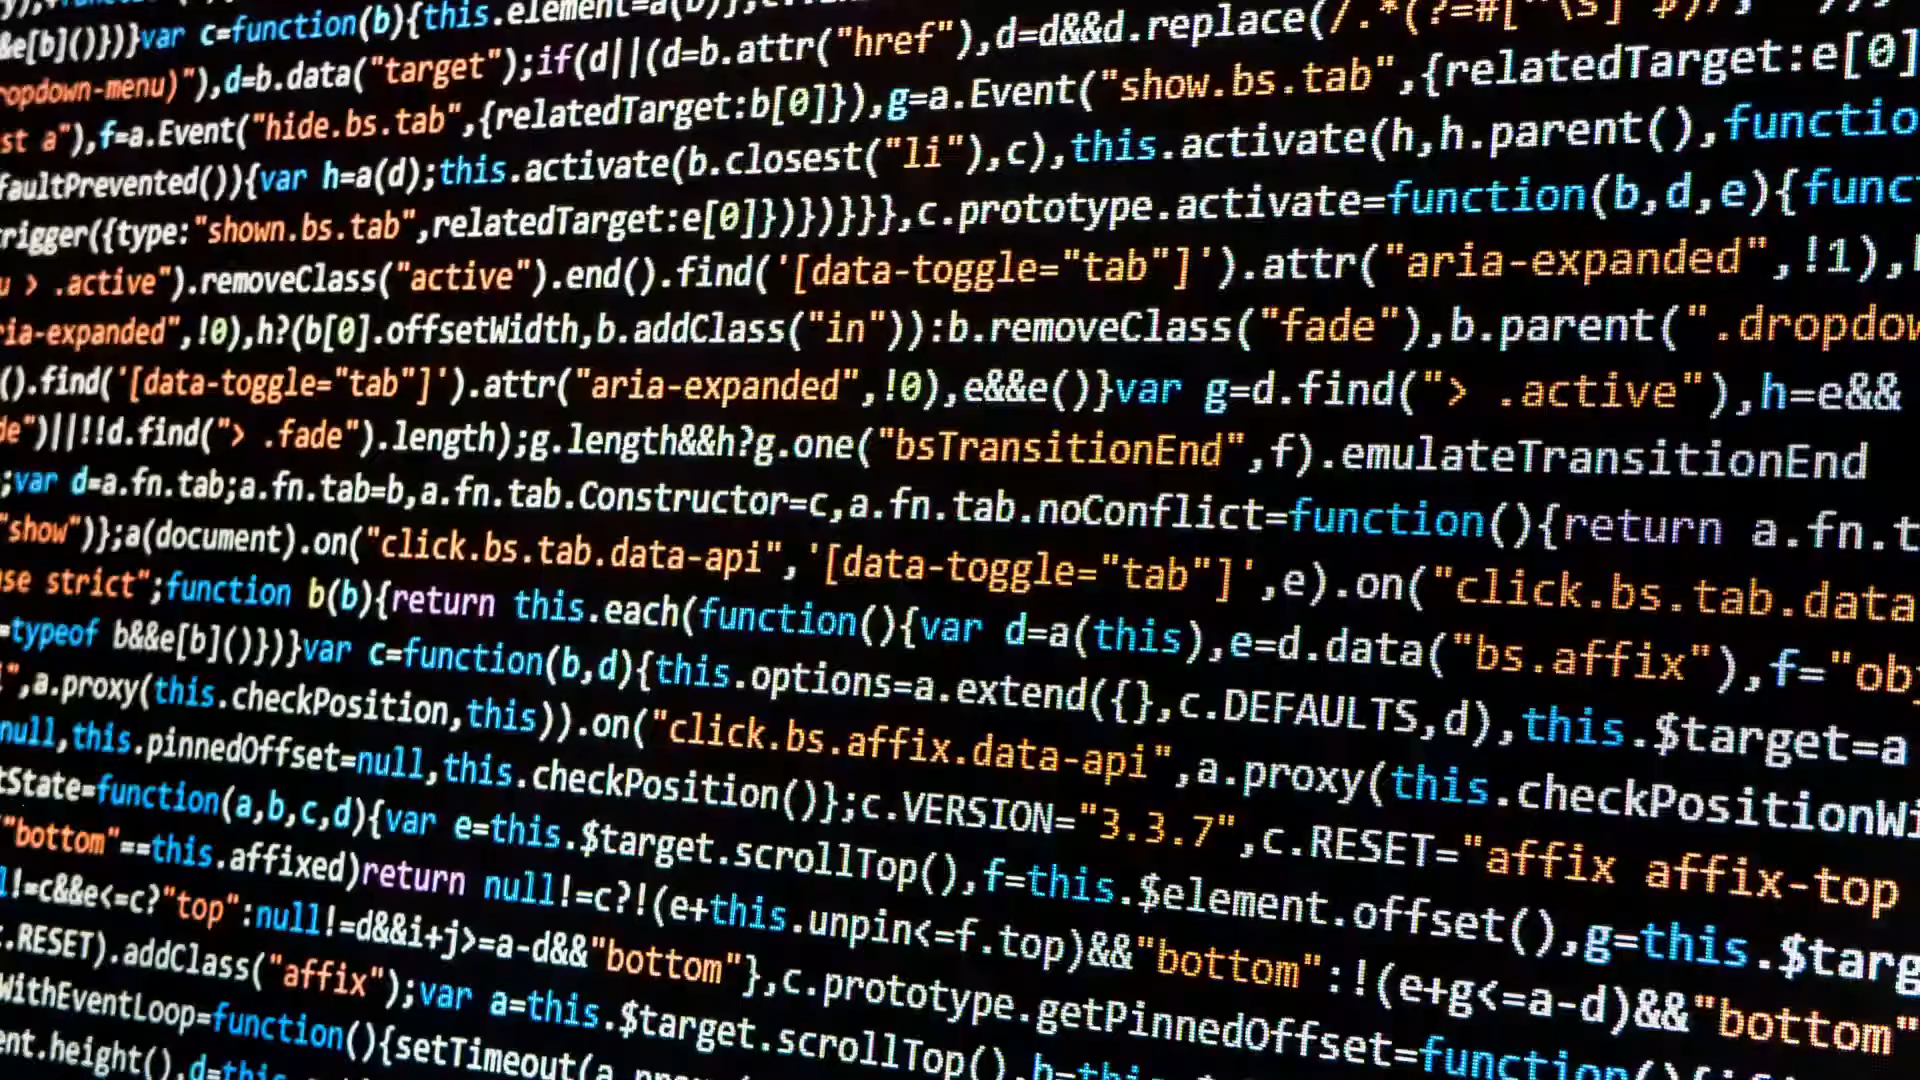 &e[b]()})}var c=function(b){this.element=a(b)}
opdown-menu)"),d=b.data("target");if(d||(d=b.attr("href"),d=d&&d.replace(/.*(?=#[^\s]*$)/,
st a"),f=a.Event("hide.bs.tab",{relatedTarget:b[0]}),g=a.Event("show.bs.tab",{relatedTarget:e[0]
faultPrevented()){var h=a(d);this.activate(b.closest("li"),c),this.activate(h,h.parent(),functio
rigger({type:"shown.bs.tab",relatedTarget:e[0]})})}}},c.prototype.activate=function(b,d,e){func
u > .active").removeClass("active").end().find('[data-toggle="tab"]').attr("aria-expanded",!1),
ia-expanded",!0),h?(b[0].offsetWidth,b.addClass("in")):b.removeClass("fade"),b.parent(".dropdow
().find('[data-toggle="tab"]').attr("aria-expanded",!0),e&&e()}var g=d.find("> .active"),h=e&&
de")||!!d.find("> .fade").length);g.length&&h?g.one("bsTransitionEnd",f).emulateTransitionEnd
;var d=a.fn.tab;a.fn.tab=b,a.fn.tab.Constructor=c,a.fn.tab.noConflict=function(){return a.fn.t
"show")};a(document).on("click.bs.tab.data-api",'[data-toggle="tab"]',e).on("click.bs.tab.data
se strict";function b(b){return this.each(function(){var d=a(this),e=d.data("bs.affix"),f="ob
=typeof b&&e[b]()})}var c=function(b,d){this.options=a.extend({},c.DEFAULTS,d),this.$target=a
",a.proxy(this.checkPosition,this)).on("click.bs.affix.data-api",a.proxy(this.checkPositionWi
null,this.pinnedOffset=null,this.checkPosition()};c.VERSION="3.3.7",c.RESET="affix affix-top
tState=function(a,b,c,d){var e=this.$target.scrollTop(),f=this.$element.offset(),g=this.$targ
"bottom"==this.affixed)return null!=c?!(e+this.unpin<=f.top)&&"bottom":!(e+g<=a-d)&&"bottom"
l!=c&&e<=c?"top":null!=d&&i+j>=a-d&&"bottom"},c.prototype.getPinnedOffset=function(){if
.RESET).addClass("affix");var a=this.$target.scrollTop(),b=this.$
WithEventLoop=function(){setTimeout(a.
ent.height(),d=this